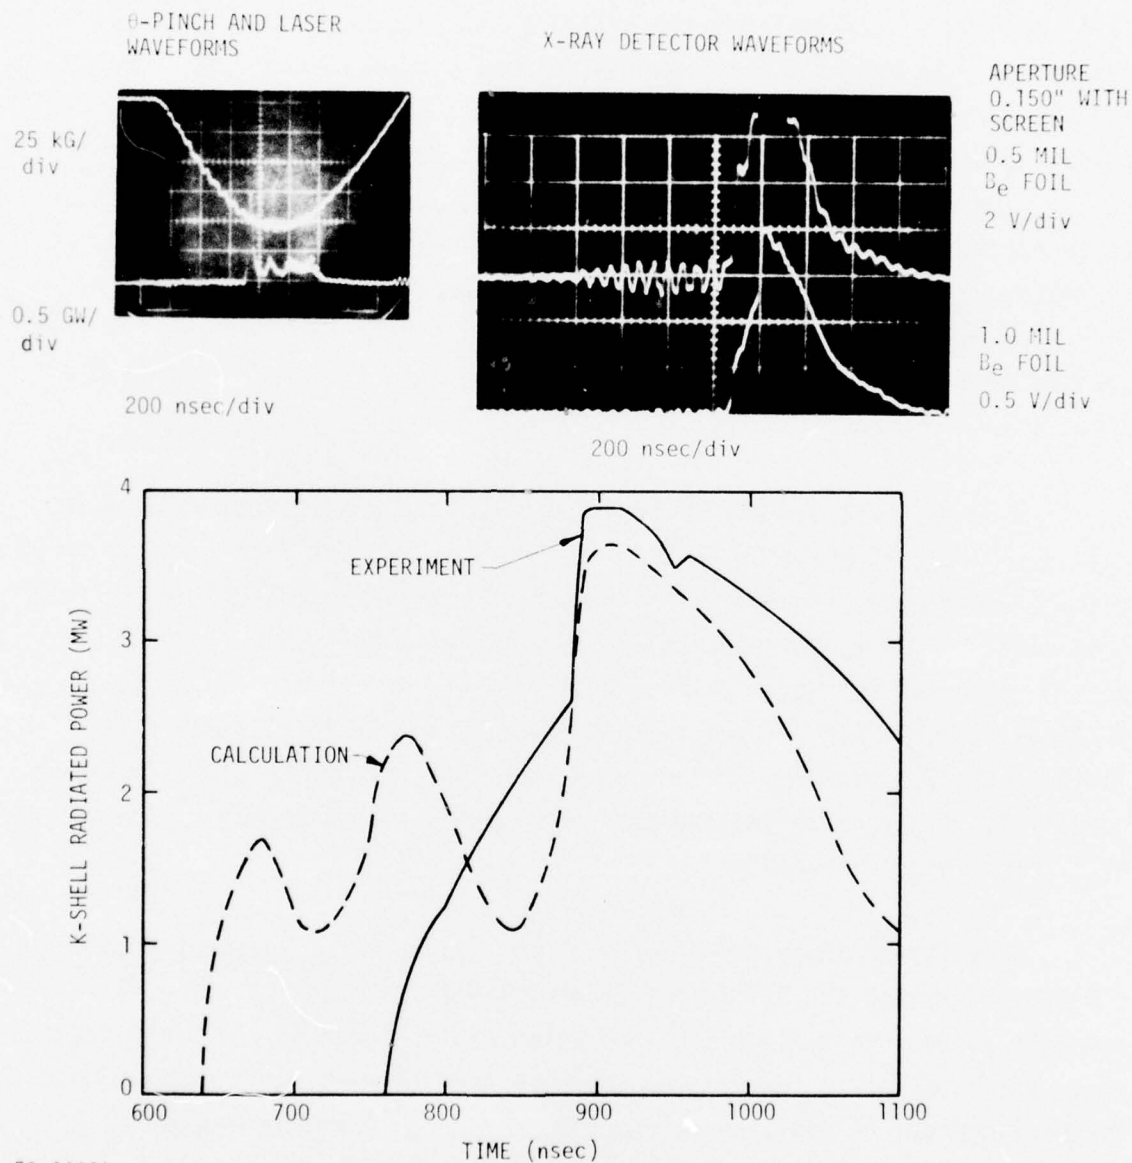 θ-PINCH AND LASER
WAVEFORMS
X-RAY DETECTOR WAVEFORMS
25 kG/
div
0.5 GW/
div
200 nsec/div
APERTURE
0.150" WITH
SCREEN
0.5 MIL
Be FOIL
2 V/div
1.0 MIL
Be FOIL
0.5 V/div
200 nsec/div
4
3
2
1
0
K-SHELL RADIATED POWER (MW)
EXPERIMENT
CALCULATION
600
700
800
900
1000
1100
TIME (nsec)